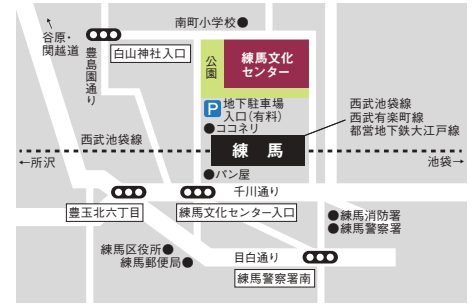 南町小学校●
谷原・
関越道
豊島園通り
白山神社入口
公園
練馬文化
センター
P 地下駐車場
入口(有料)
●ココネリ
西武池袋線
西武有楽町線
都営地下鉄大江戸線
西武池袋線
練馬
←所沢
池袋→
●パン屋
千川通り
豊玉北六丁目
練馬文化センター入口
●練馬消防署
●練馬警察署
練馬区役所●
練馬郵便局●
目白通り
練馬警察署南